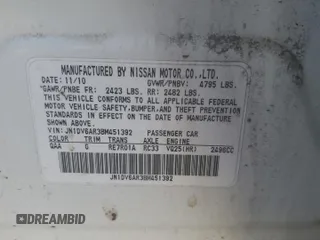 MANUFACTURED BY NISSAN MOTOR CO., LTD.
DATE: 11/10 GVWR/PNBV: 4795 LBS.
GAWR/PNBE FR: 2423 LBS. RR: 2482 LBS.
THIS VEHICLE CONFORMS TO ALL APPLICABLE FEDERAL
MOTOR VEHICLE SAFETY, BUMPER, AND THEFT PREVENTION
STANDARDS IN EFFECT ON THE DATE OF MANUFACTURE
SHOWN ABOVE.
VIN: JN1DV6AR3BM451392 PASSENGER CAR
COLOR TRIM TRANS AXLE ENGINE
QAA G RE7R01A RC33 VQ25(HR) 2496CC
JN1DV6AR3BM451392